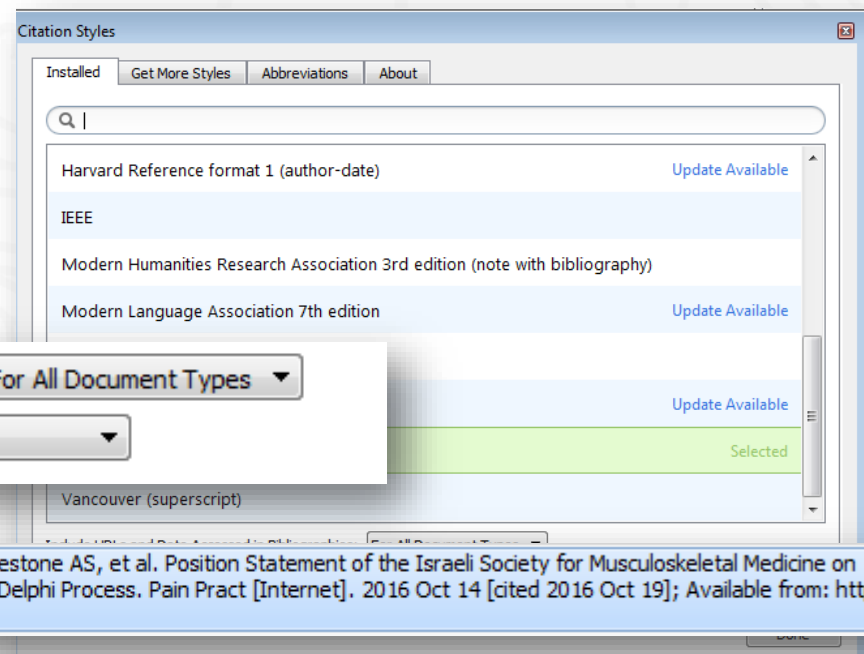 Citation Styles
Installed Get More Styles Abbreviations About
Harvard Reference format 1 (author-date) Update Available
IEEE
Modern Humanities Research Association 3rd edition (note with bibliography)
Modern Language Association 7th edition Update Available
For All Document Types
Update Available
Selected
Vancouver (superscript)
estone AS, et al. Position Statement of the Israeli Society for Musculoskeletal Medicine on
Delphi Process. Pain Pract [Internet]. 2016 Oct 14 [cited 2016 Oct 19]; Available from: htt
Done